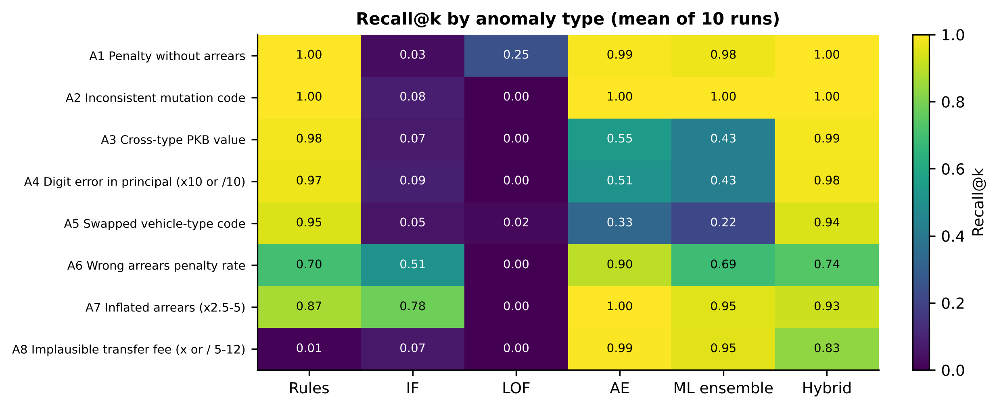 Recall@k by anomaly type (mean of 10 runs)
A1 Penalty without arrears 1.00 0.03 0.25 0.99 0.98 1.00
A2 Inconsistent mutation code 1.00 0.08 0.00 1.00 1.00 1.00
A3 Cross-type PKB value 0.98 0.07 0.00 0.55 0.43 0.99
A4 Digit error in principal (x10 or /10) 0.97 0.09 0.00 0.51 0.43 0.98
A5 Swapped vehicle-type code 0.95 0.05 0.02 0.33 0.22 0.94
A6 Wrong arrears penalty rate 0.70 0.51 0.00 0.90 0.69 0.74
A7 Inflated arrears (x2.5-5) 0.87 0.78 0.00 1.00 0.95 0.93
A8 Implausible transfer fee (x or / 5-12) 0.01 0.07 0.00 0.99 0.95 0.83
Rules IF LOF AE ML ensemble Hybrid
1.0
0.8
0.6
0.4
0.2
0.0
Recall@k